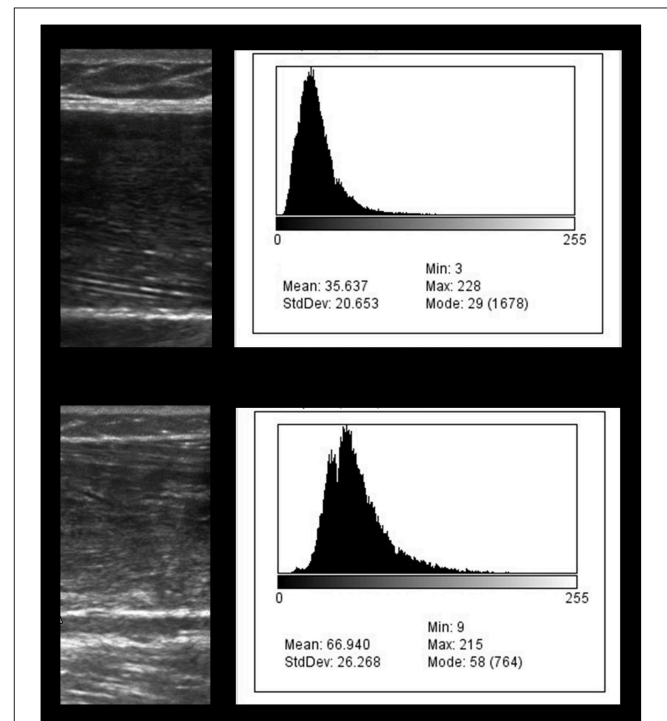 0 255
Min: 3
Mean: 35.637 Max: 228
StdDev: 20.653 Mode: 29 (1678)
0 255
Min: 9
Mean: 66.940 Max: 215
StdDev: 26.268 Mode: 58 (764)